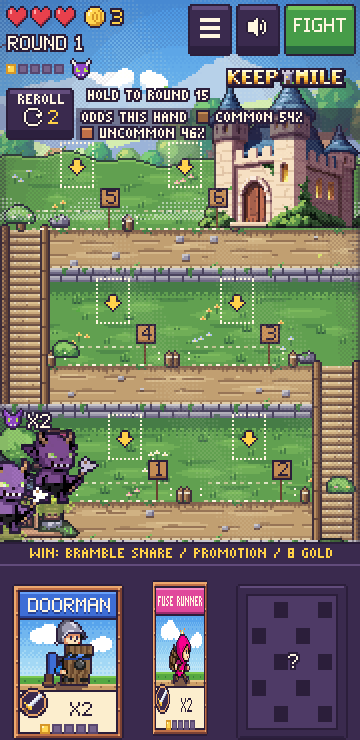 3
ROUND 1
FIGHT
KEEP MILE
REROLL
2
HOLD TO ROUND 15
ODDS THIS HAND COMMON 54%
UNCOMMON 46%
5
6
4
3
X2
1
2
WIN: BRAMBLE SNARE / PROMOTION / 8 GOLD
DOORMAN
X2
FUSE RUNNER
X2
?